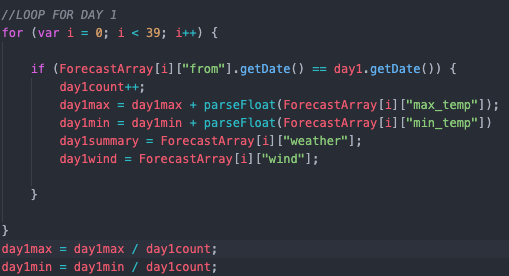 //LOOP FOR DAY 1
for (var i = 0; i < 39; i++) {
if (ForecastArray[i]["from"].getDate() == day1.getDate()) {
day1count++;
day1max = day1max + parseFloat(ForecastArray[i]["max_temp"]);
day1min = day1min + parseFloat(ForecastArray[i]["min_temp"])
day1summary = ForecastArray[i]["weather"];
day1wind = ForecastArray[i]["wind"];
}
}
day1max = day1max / day1count;
day1min = day1min / day1count;